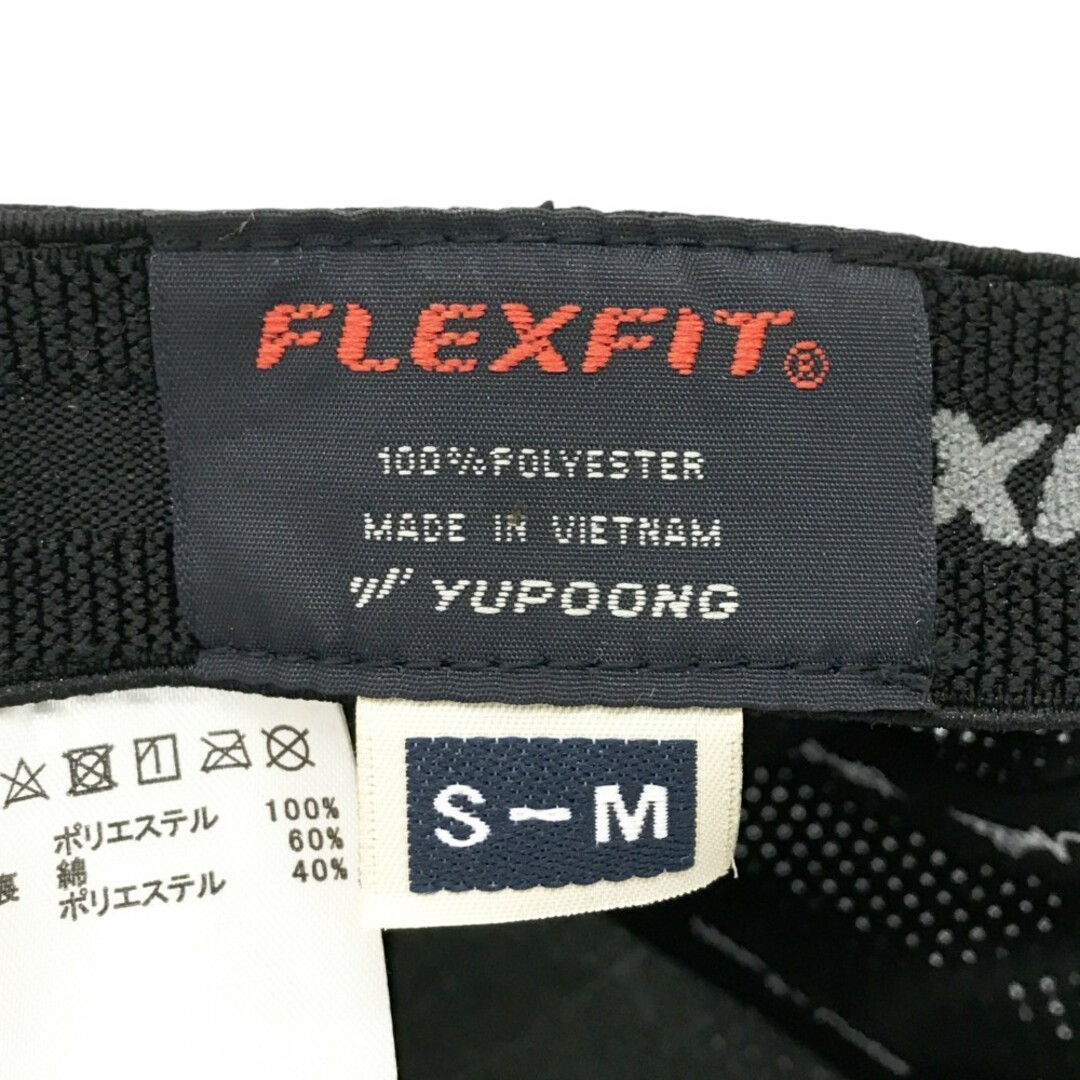 FLEXFIT®
100%POLYESTER
MADE IN VIETNAM
YUPOONG
S-M
ポリエステル 100%
綿 60%
ポリエステル 40%